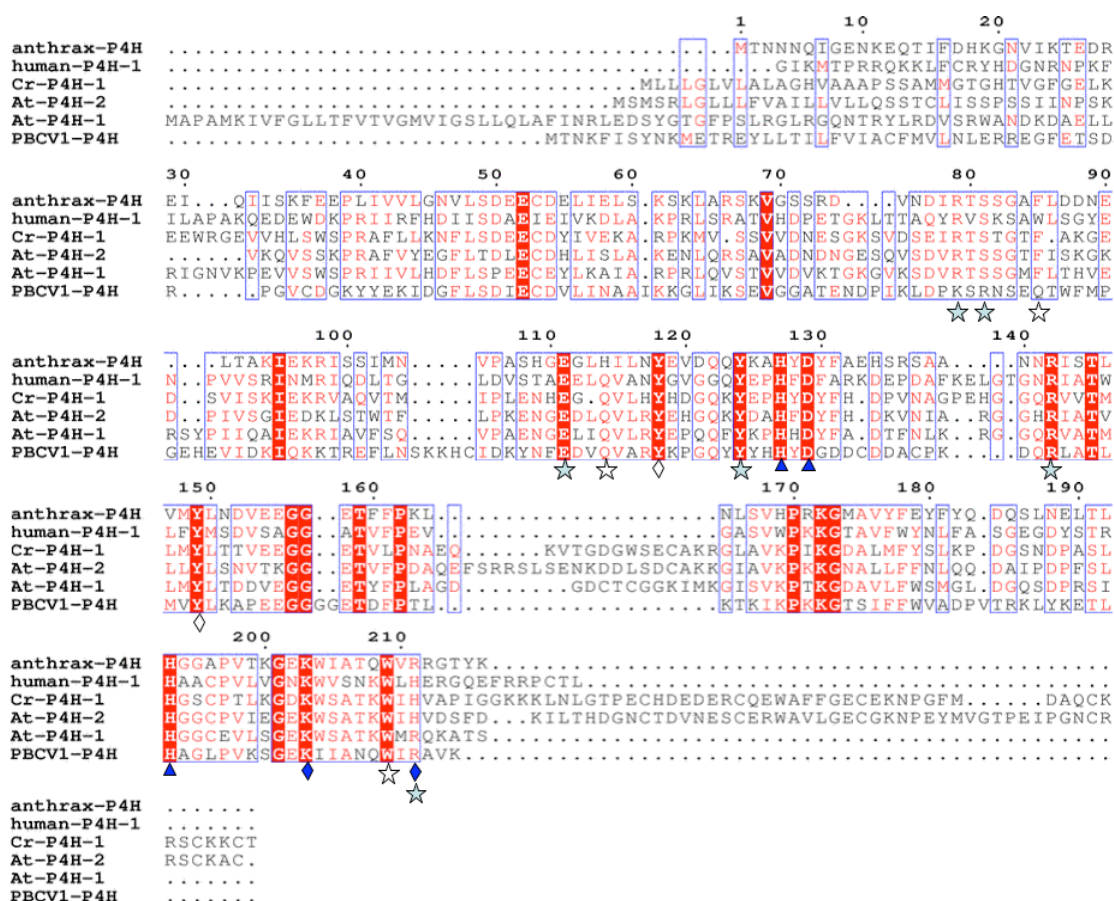 1 10 20
anthrax-P4H ..........................................MTNNNQIGENKEQTIFDHKGNVIKTEDR
human-P4H-1 .............................................GIKMTPRRQKKLFCRYHDGNRNPKF
Cr-P4H-1 ...................................MLLLGLVLALAGHVAAAPSSAMMGTGHTVGFGELK
At-P4H-2 .................................MSMSRLGLLLFVAILLVLLQSSTCLISSPSSIINPSK
At-P4H-1 MAPAMKIVFGLLTFVTVGMVIGSLLQLAFINRLEDSYGTGFPSLRGLRGQNTRYLRDVSRWANDKDAELL
PBCV1-P4H ............................MTNKFISYNKMETREYLLTILFVIACFMVLNLERREGFETSD
30 40 50 60 70 80 90
anthrax-P4H EI...QIISKFEEPLIVVLGNVLSDEECDELIELS.KSKLARSKVGSSRD...VNDIRTSSGAFLDDNE
human-P4H-1 ILAPAKQEDEWDKPRIIRFHDIISDAEIEIVKDLA.KPRLSRATVHDPETGKLTTAQYRVSKSAWLSGYE
Cr-P4H-1 EEWRGEVVHLSWSPRAFLLKNFLSDEECDYIVEKA.RPKMV.SSVVDNESGKSVDSEIRTSTGTF.AKGE
At-P4H-2 ......VKQVSSKPRAFVYEGFLTDLECDHLISLAKENLQRSAVADNDNGESQVSDVRTSSGTFISKGK
At-P4H-1 RIGNVKPEVVSWSPRIIVLHDFLSPEECEYLKAIA.RPRLQVSTVVDVKTGKGVKSDVRTSSGMFLTHVE
PBCV1-P4H R.....PGVCDGKYYEKIDGFLSDIECDVLINAAIKKGLIKSEVGGATENDPIKLDPKSRNSEQTWFMP
100 110 120 130 140
anthrax-P4H ....LTAKIEKRISSIMN.....VPASHGEGLHILNYEVDQQYKAHYDYFAEHSRSAA....NNRISTL
human-P4H-1 N..PVVSRINMRIQDLTG.....LDVSTAEELQVANYGVGGQYEPHFDFARKDEPDAFKELGTGNRIATW
Cr-P4H-1 D..SVISKIEKRVAQVTM.....IPLENHEG.QVLHYHDGQKYEPHYDYFH.DPVNAGPEHG.GQRVVTM
At-P4H-2 D..PIVSGIEDKLSTWTF.....LPKENGEDLQVLRYEHGQKYDAHFDYFHDKVNIA..RG.GHRIATV
At-P4H-1 RSYPIIQAIEKRIAVFSQ.....VPAENGELIQVLRYEPQQFYKPHHDYFA.DTFNLK..RG.GQRVATM
PBCV1-P4H GEHEVIDKIQKKTREFLNSKKHCIDKYNFEDVQVARYKPGQYYYHHYDGDDCDDACPK...DQRLATL
150 160 170 180 190
anthrax-P4H VMYLNDVEEGG..ETFFPKL..................NLSVHPRKGMAVYFEYFYQ.DQSLNELTL
human-P4H-1 LFYMSDVSAGG..ATVFPEV..................GASVWPKKGTAVFWYNLFA.SGEGDYSTR
Cr-P4H-1 LMYLTTVEEGG..ETVLPNAEQ......KVTGDGWSECAKRGLAVKPIKGDALMFYSLKP.DGSNDPASL
At-P4H-2 LLYLSNVTKGG..ETVFPDAQEFSRRSLSENKDDLSDCAKKGIAVKPKKGNALLFFNLQQ.DAIPDPFSL
At-P4H-1 LMYLTDDVEGG..ETYFPLAGD........GDCTCGGKIMKGISVKPTKGDAVLFWSMGL.DGQSDPRSI
PBCV1-P4H MVYLKAPEEGGGGETDFPTL..................KTKIKPKKGTSIFFWVADPVTRKLYKETL
200 210
anthrax-P4H HGGAPVTKGEKWIATQWVRRGTYK..............................................
human-P4H-1 HAACPVLVGNKWVSNKWLHERGQEFRRPCTL.......................................
Cr-P4H-1 HGSCPTLKGDKWSATKWIHVAPIGGKKKLNLGTPECHDEDERCQEWAFFGECEKNPGFM......DAQCK
At-P4H-2 HGGCPVIEGEKWSATKWIHVDSFD...KILTHDGNCTDVNESCERWAVLGECGKNPEYMVGTPEIPGNCR
At-P4H-1 HGGCEVLSGEKWSATKWMRQKATS..............................................
PBCV1-P4H HAGLPVKSGEKIIANQWIRAVK................................................
anthrax-P4H .......
human-P4H-1 .......
Cr-P4H-1 RSCKKCT
At-P4H-2 RSCKAC.
At-P4H-1 .......
PBCV1-P4H .......